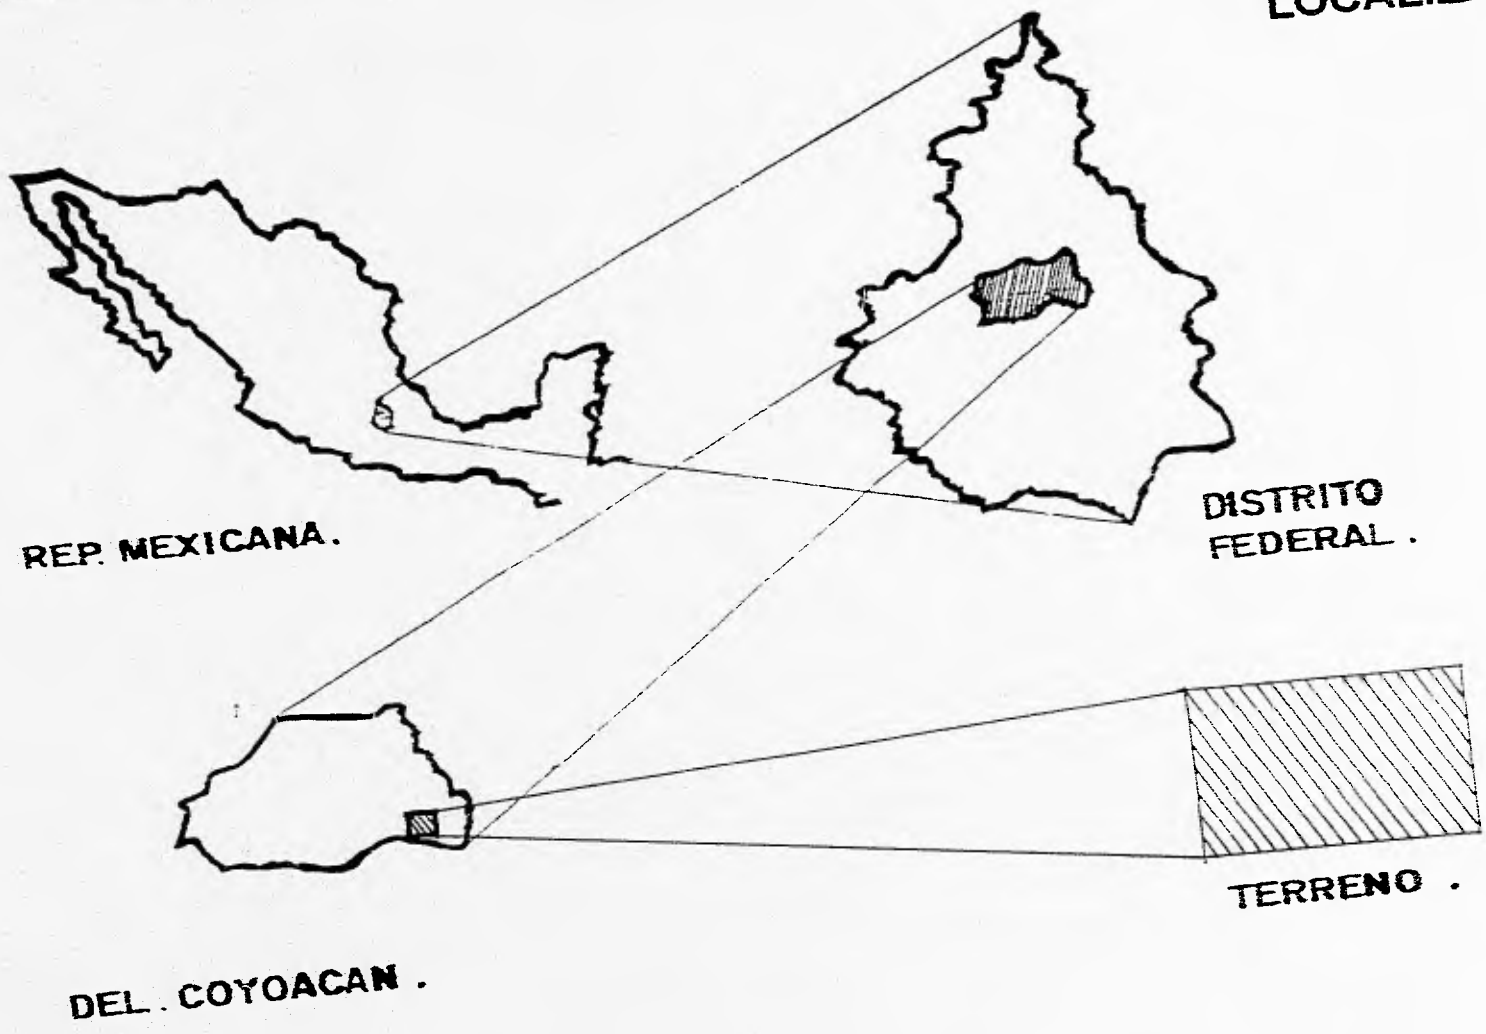 REP. MEXICANA.
DISTRITO
FEDERAL .
TERRENO .
DEL . COYOACAN .